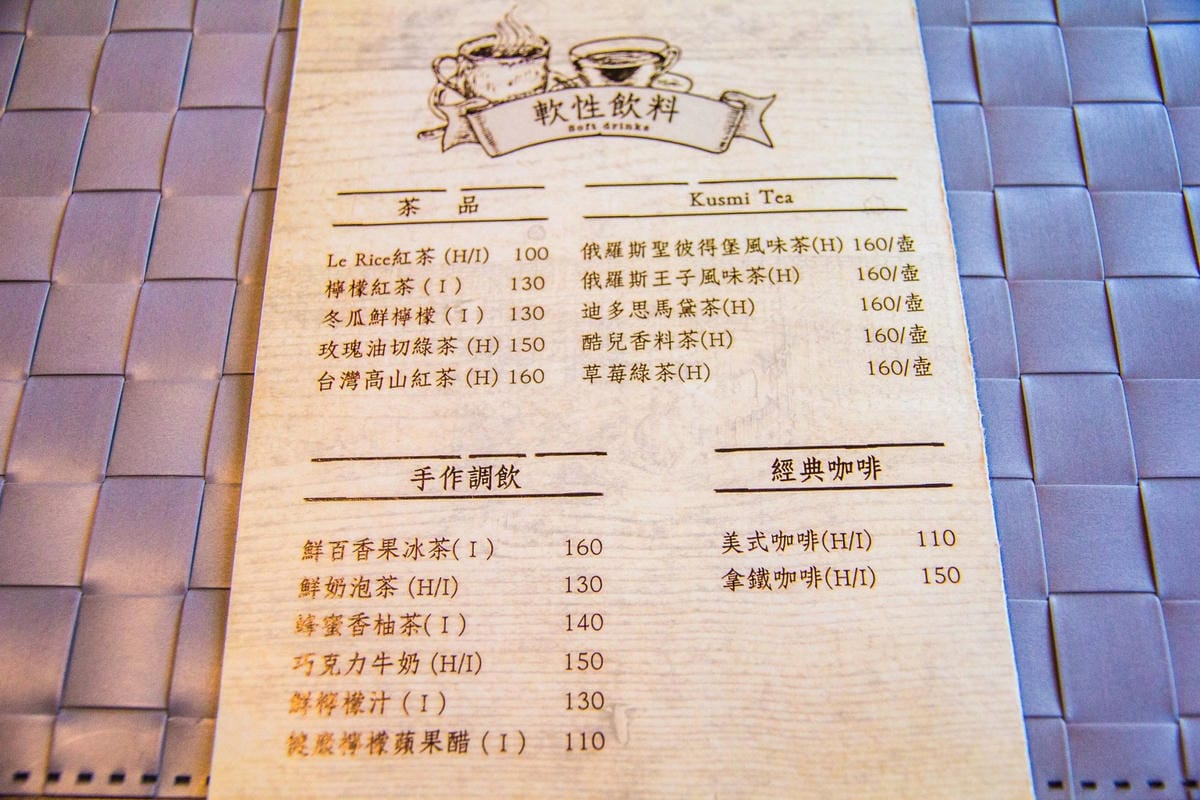 軟性飲料
Soft drinks
茶 品
Le Rice紅茶 (H/I) 100
檸檬紅茶 ( I ) 130
冬瓜鮮檸檬 ( I ) 130
玫瑰油切綠茶 (H) 150
台灣高山紅茶 (H) 160
Kusmi Tea
俄羅斯聖彼得堡風味茶(H) 160/壺
俄羅斯王子風味茶(H) 160/壺
迪多思馬黛茶(H) 160/壺
酷兒香料茶(H) 160/壺
草莓綠茶(H) 160/壺
手作調飲
鮮百香果冰茶( I ) 160
鮮奶泡茶 (H/I) 130
蜂蜜香柚茶( I ) 140
巧克力牛奶 (H/I) 150
鮮檸檬汁 ( I ) 130
檸檬蘋果醋 ( I ) 110
經典咖啡
美式咖啡(H/I) 110
拿鐵咖啡(H/I) 150